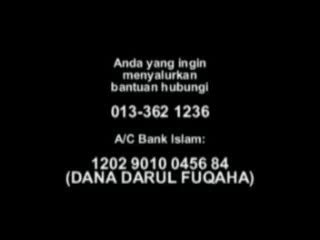 Anda yang ingin
menyalurkan
bantuan hubungi
013-362 1236
A/C Bank Islam:
1202 9010 0456 84
(DANA DARUL FUQAHA)